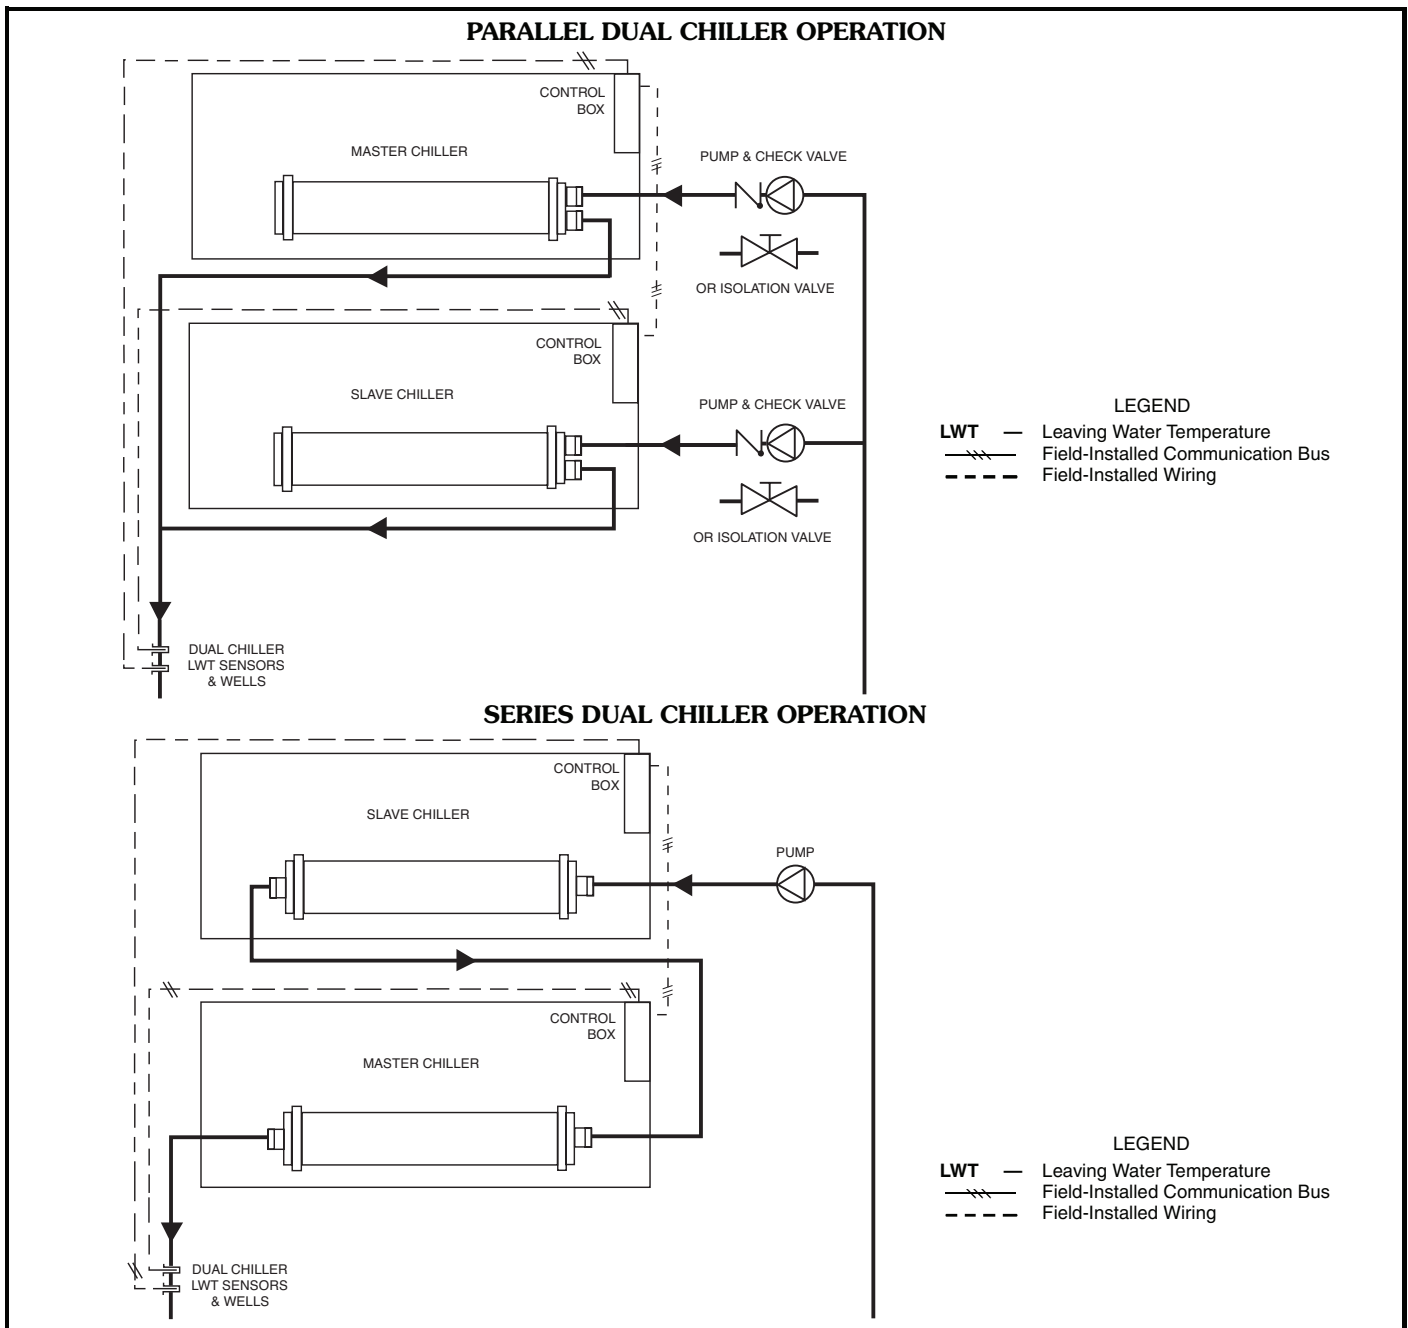 PARALLEL DUAL CHILLER OPERATION
CONTROL
BOX
MASTER CHILLER
PUMP & CHECK VALVE
OR ISOLATION VALVE
CONTROL
BOX
SLAVE CHILLER
PUMP & CHECK VALVE
OR ISOLATION VALVE
LEGEND
LWT — Leaving Water Temperature
Field-Installed Communication Bus
Field-Installed Wiring
DUAL CHILLER
LWT SENSORS
& WELLS
SERIES DUAL CHILLER OPERATION
CONTROL
BOX
SLAVE CHILLER
PUMP
CONTROL
BOX
MASTER CHILLER
LEGEND
LWT — Leaving Water Temperature
Field-Installed Communication Bus
Field-Installed Wiring
DUAL CHILLER
LWT SENSORS
& WELLS